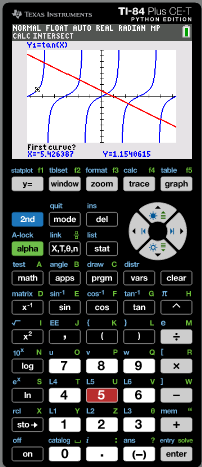 TEXAS INSTRUMENTS TI-84 Plus CE-T
PYTHON EDITION
NORMAL FLOAT AUTO REAL RADIAN MP
CALC INTERSECT
Y1=tan(X)
First curve?
X=-5.426387 Y=1.1540615
statplot f1 tblset f2 format f3 calc f4 table f5
y= window zoom trace graph
quit ins
2nd mode del
A-lock link list
alpha X,T,θ,n stat
test A angle B draw C distr
math apps prgm vars clear
matrix D sin⁻¹ E cos⁻¹ F tan⁻¹ G π H
x⁻¹ sin cos tan ^
√ I EE J { K } L e M
x² , ( ) ÷
10ˣ N u O v P w Q [ R
log 7 8 9 ×
eˣ S L4 T L5 U L6 V ] W
ln 4 5 6 −
rcl X L1 Y L2 Z L3 θ mem "
sto→ 1 2 3 +
off catalog i : ans ? entry solve
on 0 . (−) enter